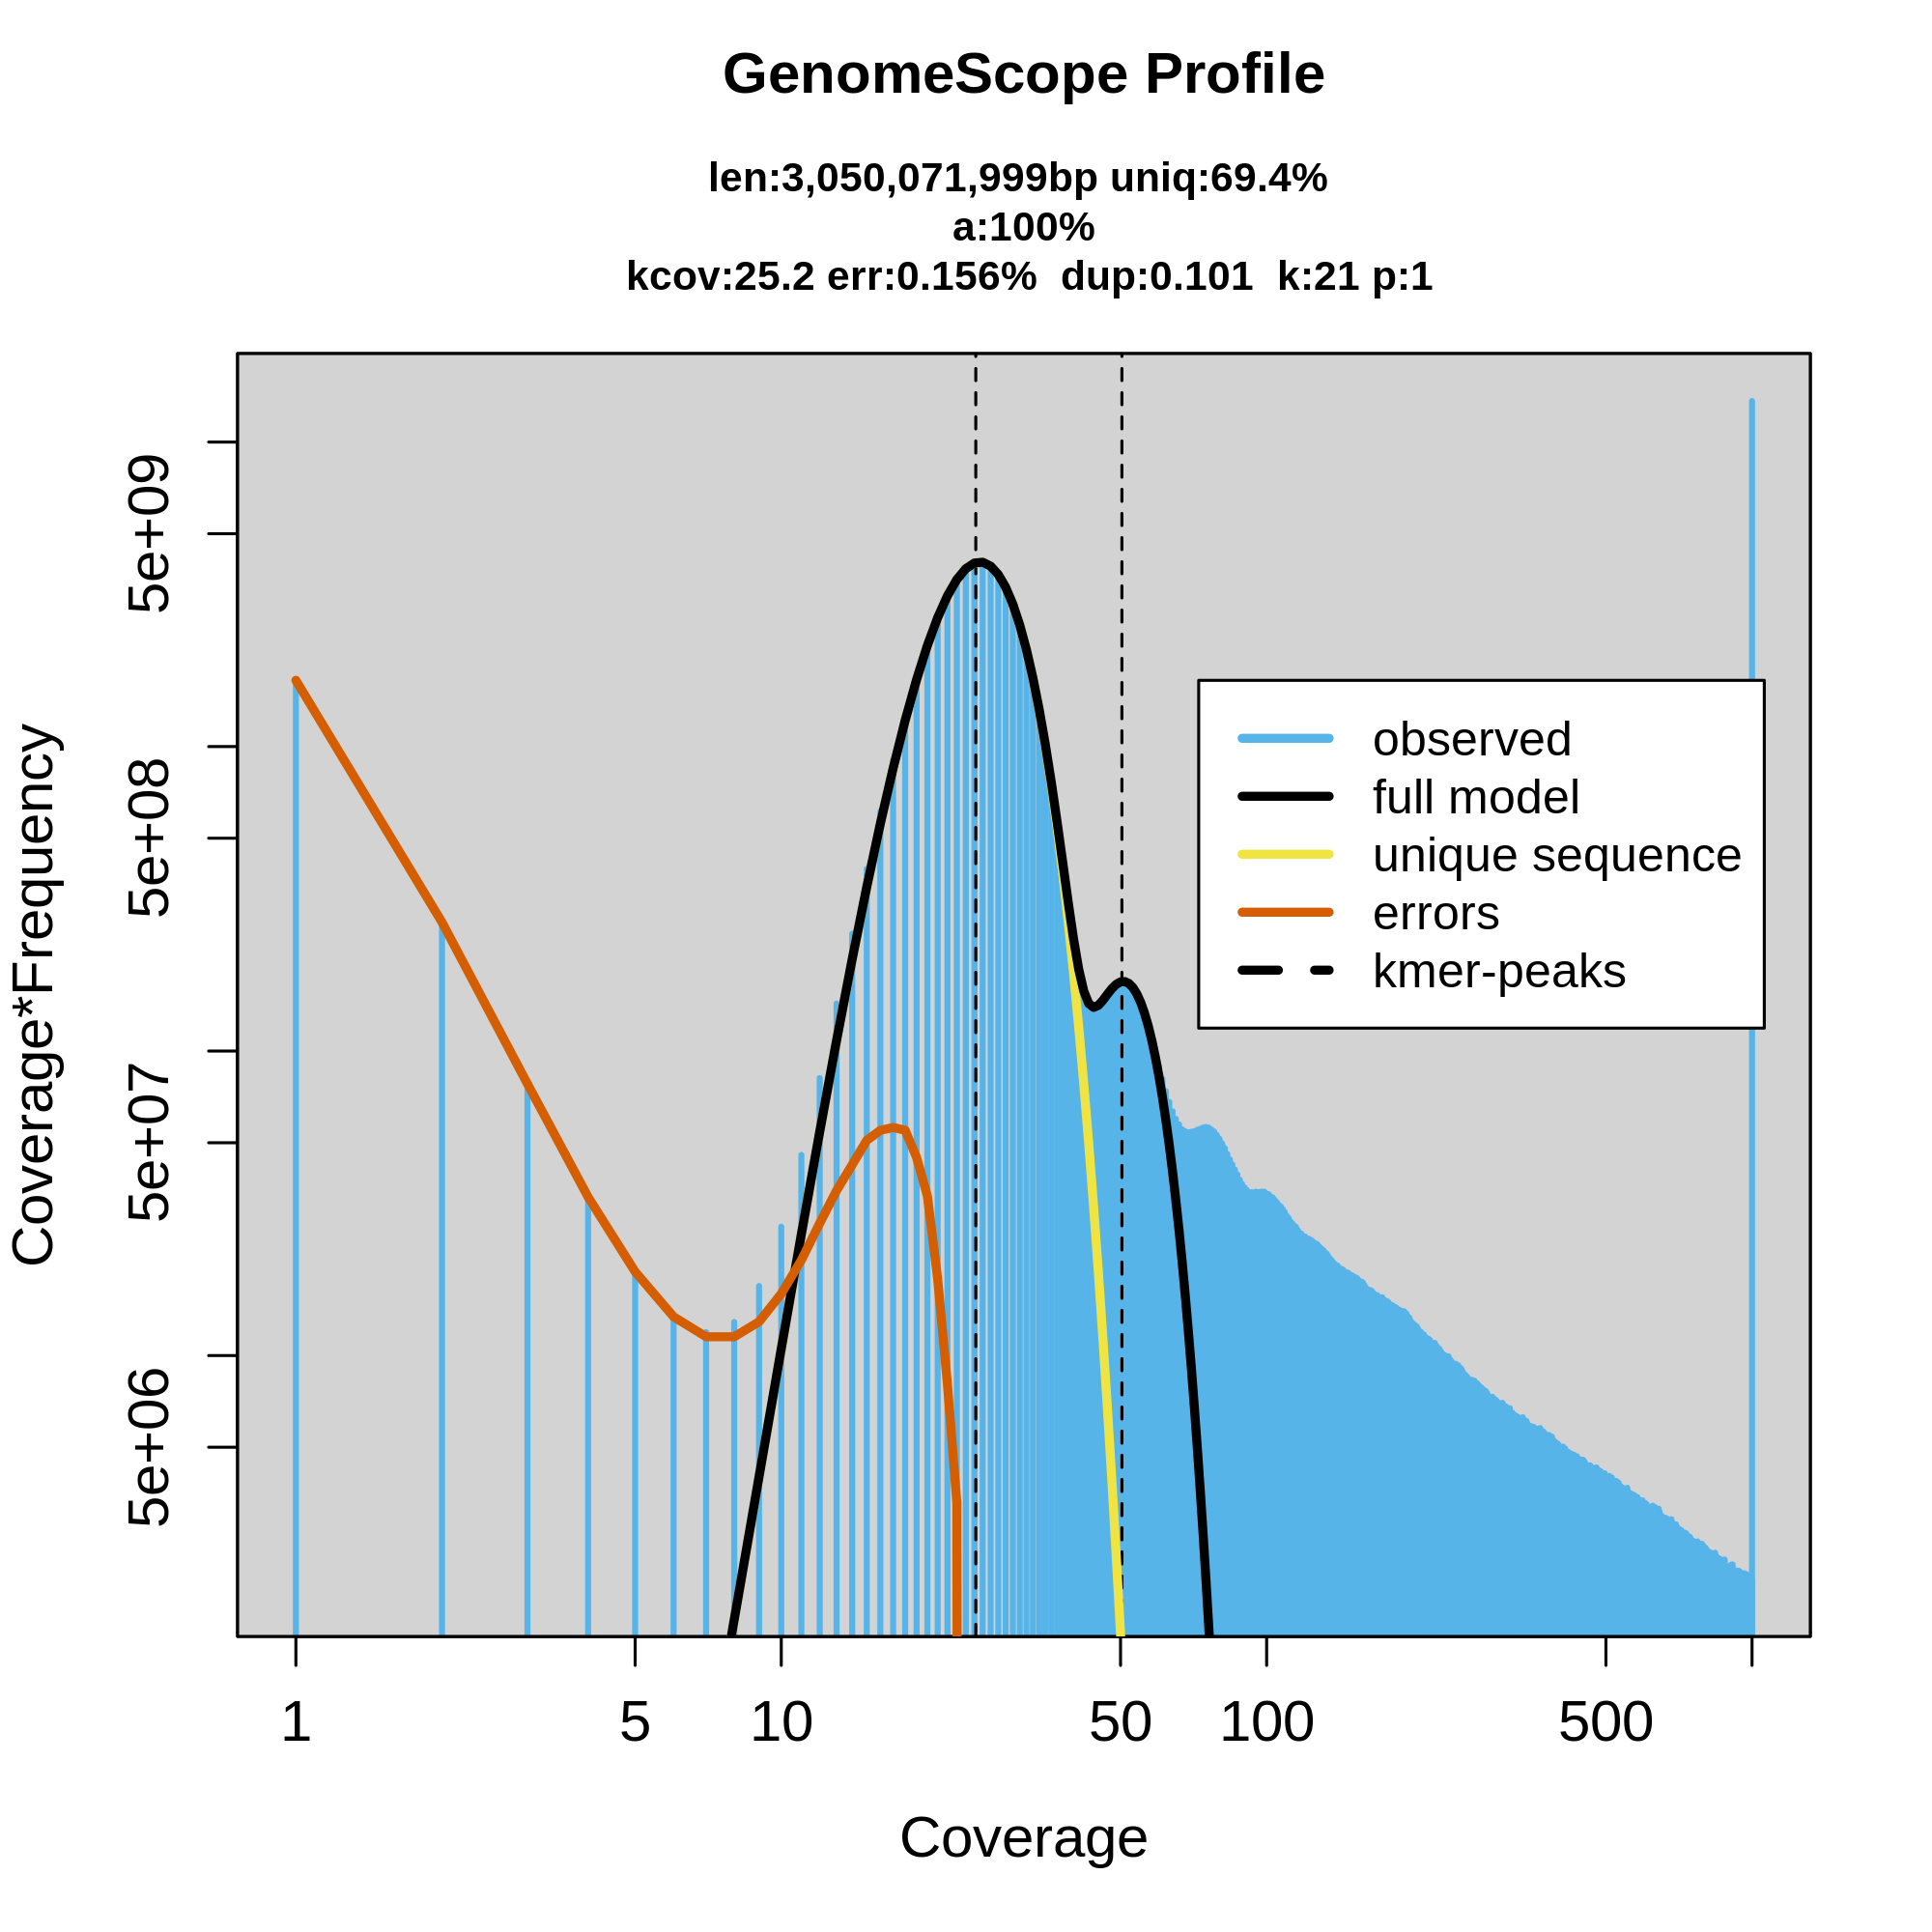 GenomeScope Profile
len:3,050,071,999bp uniq:69.4%
a:100%
kcov:25.2 err:0.156%  dup:0.101  k:21 p:1
Coverage*Frequency
5e+09
5e+08
5e+07
5e+06
observed
full model
unique sequence
errors
kmer-peaks
1 5 10 50 100 500
Coverage